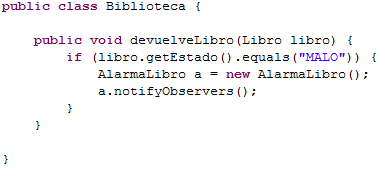 public class Biblioteca {
public void devuelveLibro(Libro libro) {
if (libro.getEstado().equals("MALO")) {
AlarmaLibro a = new AlarmaLibro();
a.notifyObservers();
}
}
}